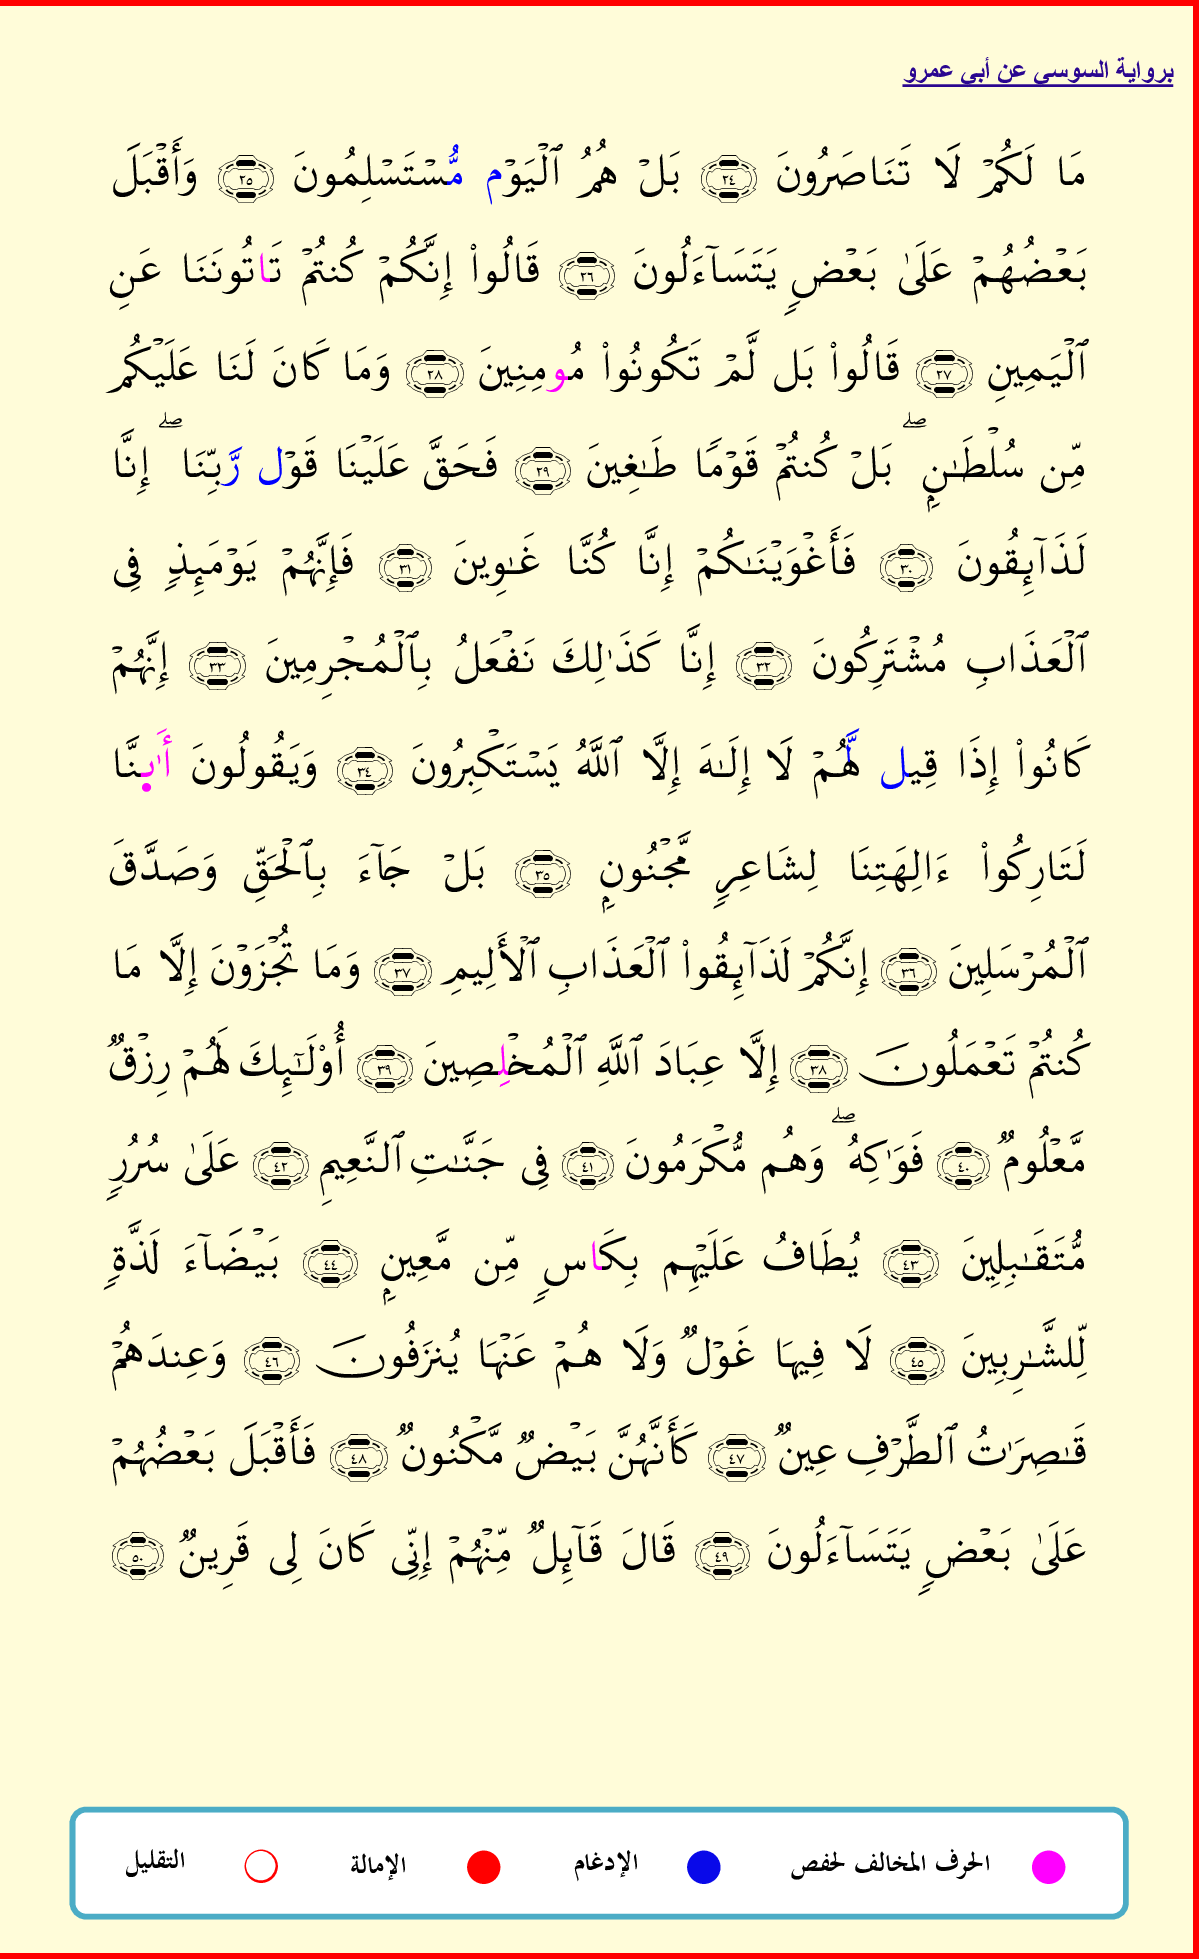 برواية السوسي عن أبي عمرو
مَا لَكُمْ لَا تَنَاصَرُونَ ٢٤ بَلْ هُمُ ٱلْيَوْم مُّسْتَسْلِمُونَ ٢٥ وَأَقْبَلَ
بَعْضُهُمْ عَلَىٰ بَعْضٍ يَتَسَآءَلُونَ ٢٦ قَالُوا۟ إِنَّكُمْ كُنتُمْ تَاتُونَنَا عَنِ
ٱلْيَمِينِ ٢٧ قَالُوا۟ بَل لَّمْ تَكُونُوا۟ مُومِنِينَ ٢٨ وَمَا كَانَ لَنَا عَلَيْكُم
مِّن سُلْطَـٰنٍۭ ۖ بَلْ كُنتُمْ قَوْمًا طَـٰغِينَ ٢٩ فَحَقَّ عَلَيْنَا قَوْل رَّبِّنَا ۖ إِنَّا
لَذَآئِقُونَ ٣٠ فَأَغْوَيْنَـٰكُمْ إِنَّا كُنَّا غَـٰوِينَ ٣١ فَإِنَّهُمْ يَوْمَئِذٍ فِى
ٱلْعَذَابِ مُشْتَرِكُونَ ٣٢ إِنَّا كَذَٰلِكَ نَفْعَلُ بِٱلْمُجْرِمِينَ ٣٣ إِنَّهُمْ
كَانُوا۟ إِذَا قِيل لَّهُمْ لَا إِلَـٰهَ إِلَّا ٱللَّهُ يَسْتَكْبِرُونَ ٣٤ وَيَقُولُونَ أَٰى۪نَّا
لَتَارِكُوا۟ ءَالِهَتِنَا لِشَاعِرٍ مَّجْنُونٍۭ ٣٥ بَلْ جَآءَ بِٱلْحَقِّ وَصَدَّقَ
ٱلْمُرْسَلِينَ ٣٦ إِنَّكُمْ لَذَآئِقُوا۟ ٱلْعَذَابِ ٱلْأَلِيمِ ٣٧ وَمَا تُجْزَوْنَ إِلَّا مَا
كُنتُمْ تَعْمَلُونَ ٣٨ إِلَّا عِبَادَ ٱللَّهِ ٱلْمُخْلِصِينَ ٣٩ أُو۟لَـٰٓئِكَ لَهُمْ رِزْقٌ
مَّعْلُومٌ ٤٠ فَوَٰكِهُ ۖ وَهُم مُّكْرَمُونَ ٤١ فِى جَنَّـٰتِ ٱلنَّعِيمِ ٤٢ عَلَىٰ سُرُرٍ
مُّتَقَـٰبِلِينَ ٤٣ يُطَافُ عَلَيْهِم بِكَاسٍ مِّن مَّعِينٍۭ ٤٤ بَيْضَآءَ لَذَّةٍ
لِّلشَّـٰرِبِينَ ٤٥ لَا فِيهَا غَوْلٌ وَلَا هُمْ عَنْهَا يُنزَفُونَ ٤٦ وَعِندَهُمْ
قَـٰصِرَٰتُ ٱلطَّرْفِ عِينٌ ٤٧ كَأَنَّهُنَّ بَيْضٌ مَّكْنُونٌ ٤٨ فَأَقْبَلَ بَعْضُهُمْ
عَلَىٰ بَعْضٍ يَتَسَآءَلُونَ ٤٩ قَالَ قَآئِلٌ مِّنْهُمْ إِنِّى كَانَ لِى قَرِينٌ ٥٠
الحرف المخالف لحفص الإدغام الإمالة التقليل